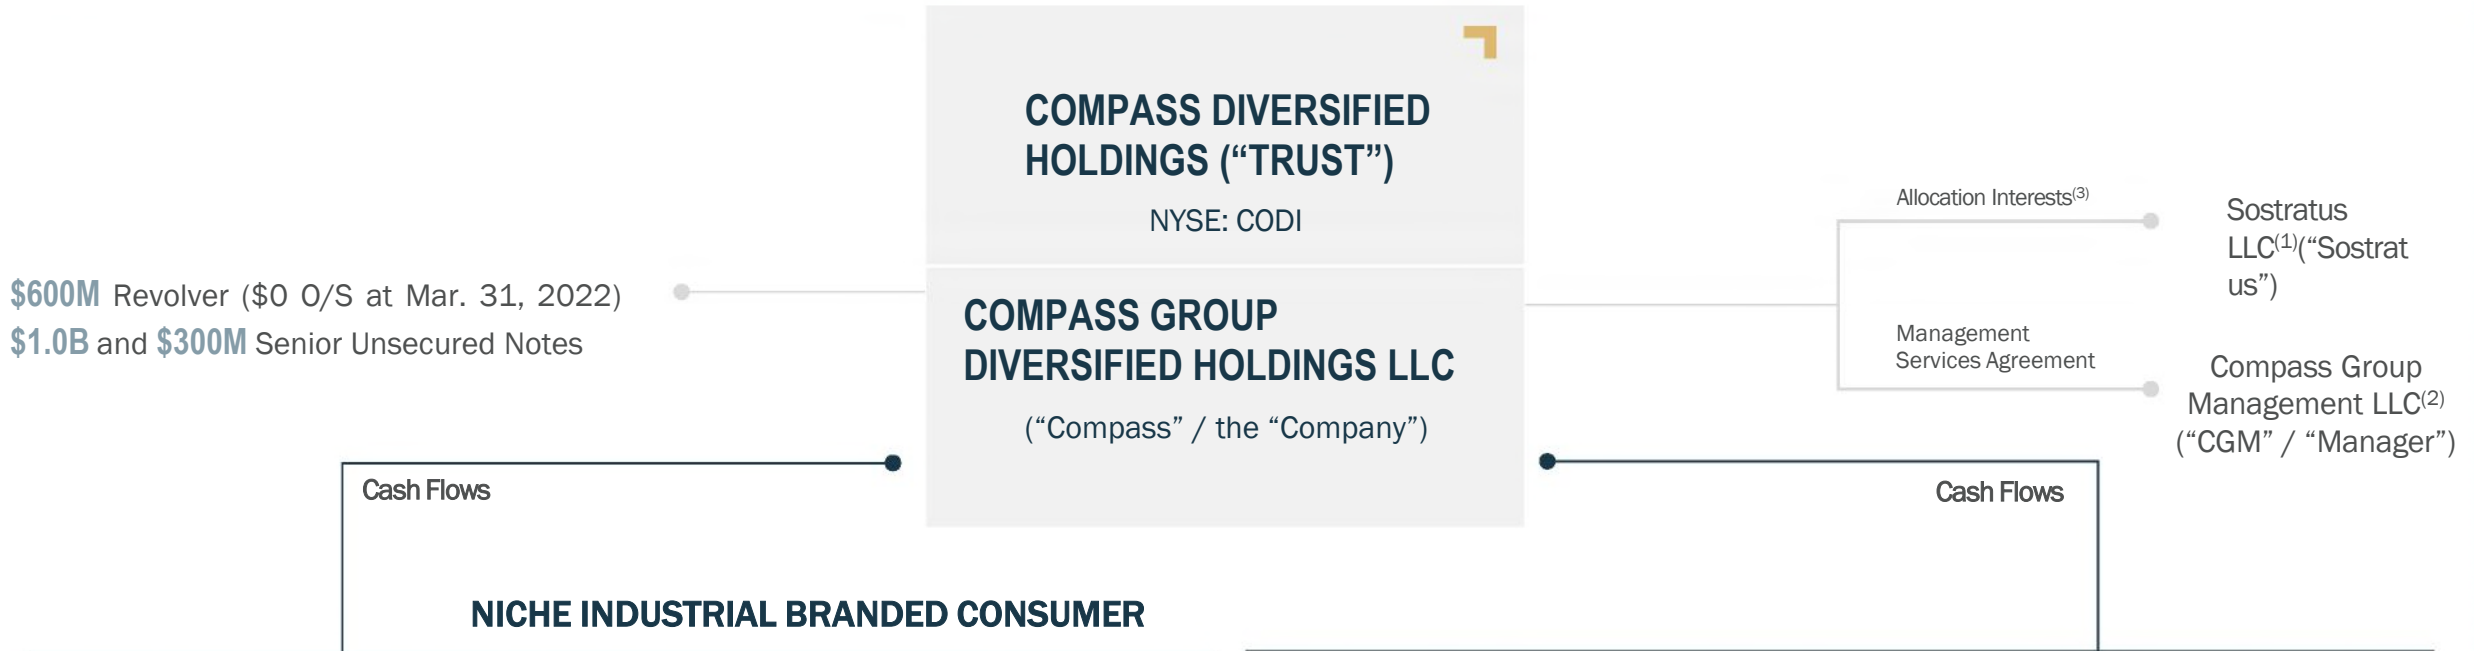 COMPASS DIVERSIFIED
HOLDINGS (“TRUST”)
NYSE: CODI
$600M Revolver ($0 O/S at Mar. 31, 2022)
$1.0B and $300M Senior Unsecured Notes
COMPASS GROUP
DIVERSIFIED HOLDINGS LLC
(“Compass” / the “Company”)
Allocation Interests(3)
Sostratus
LLC(1)(“Sostrat
us”)
Management
Services Agreement
Compass Group
Management LLC(2)
(“CGM” / “Manager”)
Cash Flows
Cash Flows
NICHE INDUSTRIAL BRANDED CONSUMER